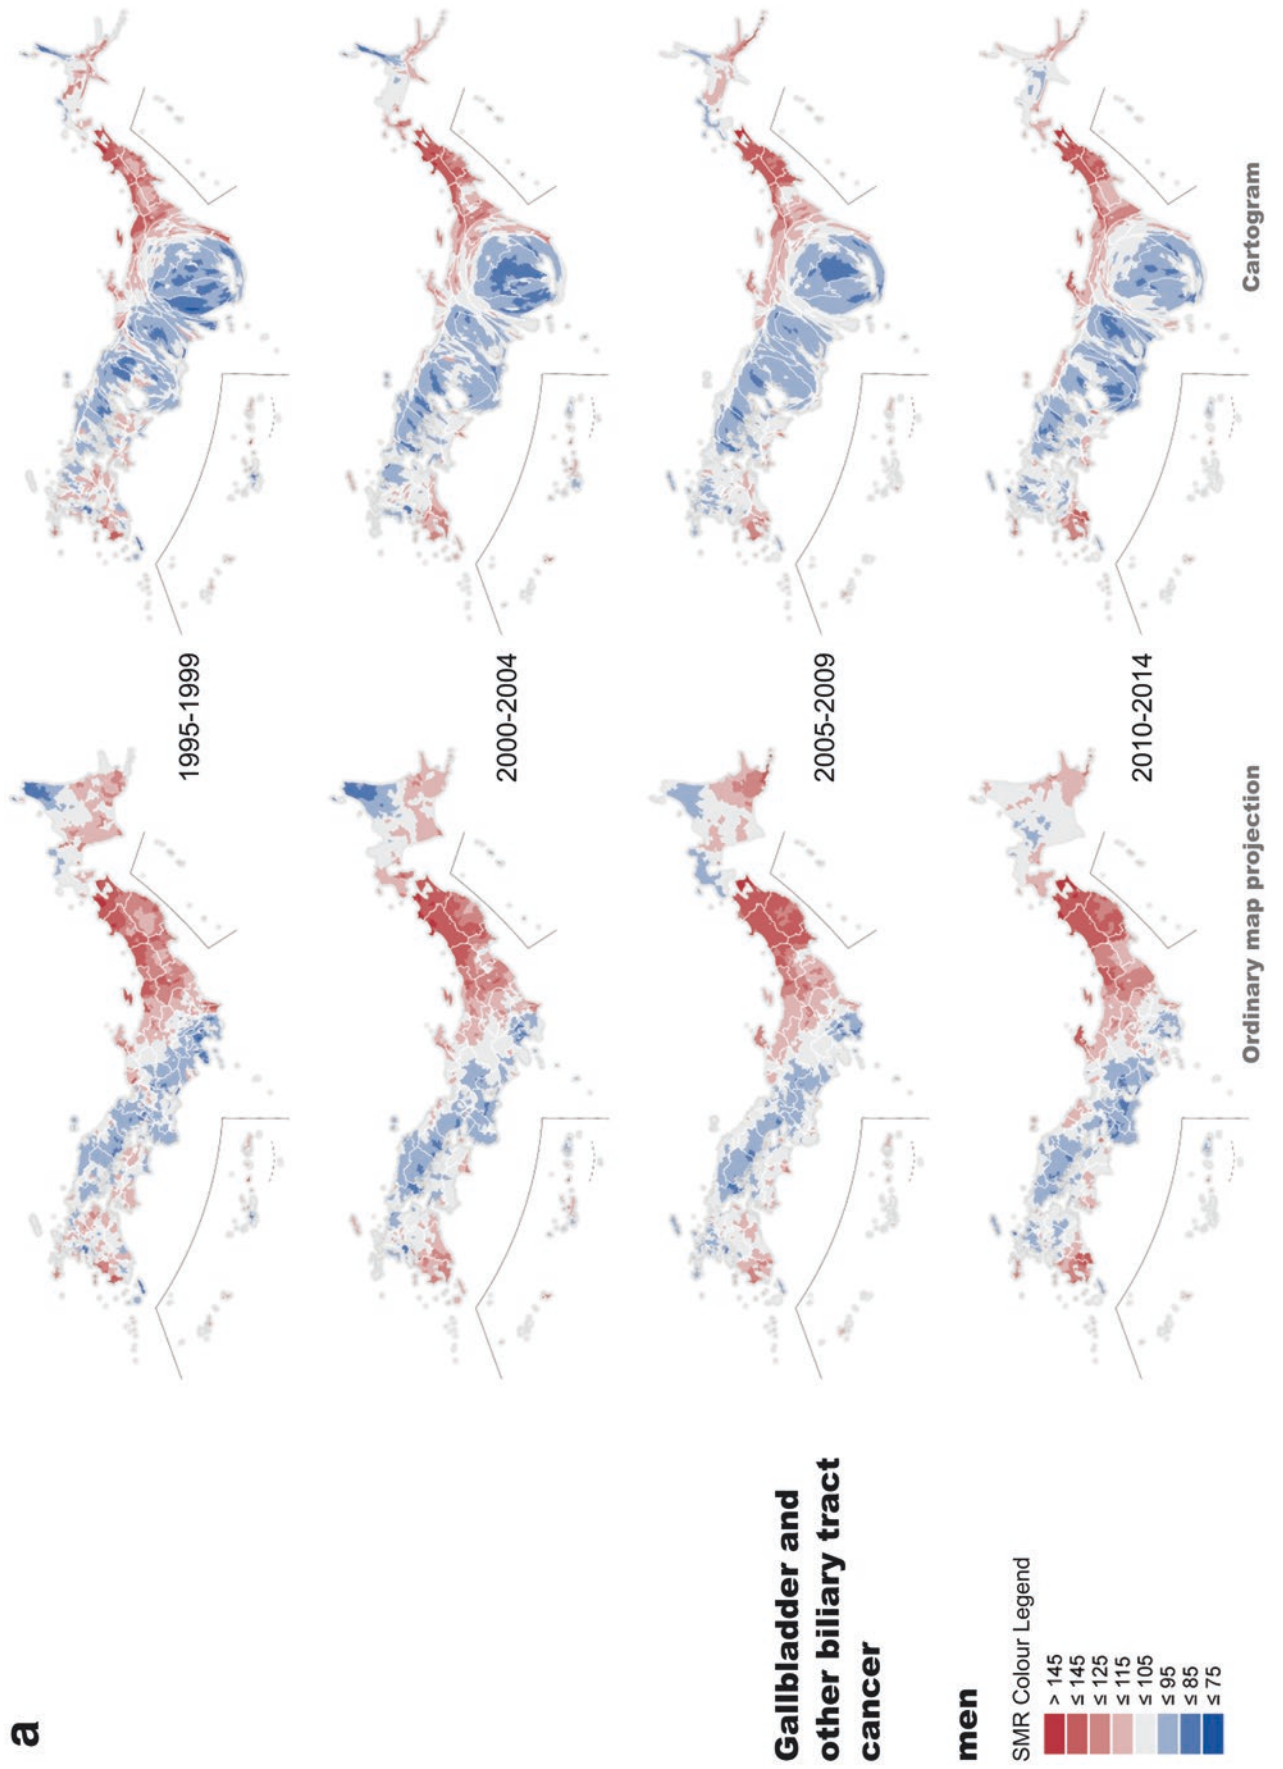 a
Gallbladder and
other biliary tract
cancer
men
SMR Colour Legend
> 145
≤ 145
≤ 125
≤ 115
≤ 105
≤ 95
≤ 85
≤ 75
1995-1999
2000-2004
2005-2009
2010-2014
Ordinary map projection
Cartogram